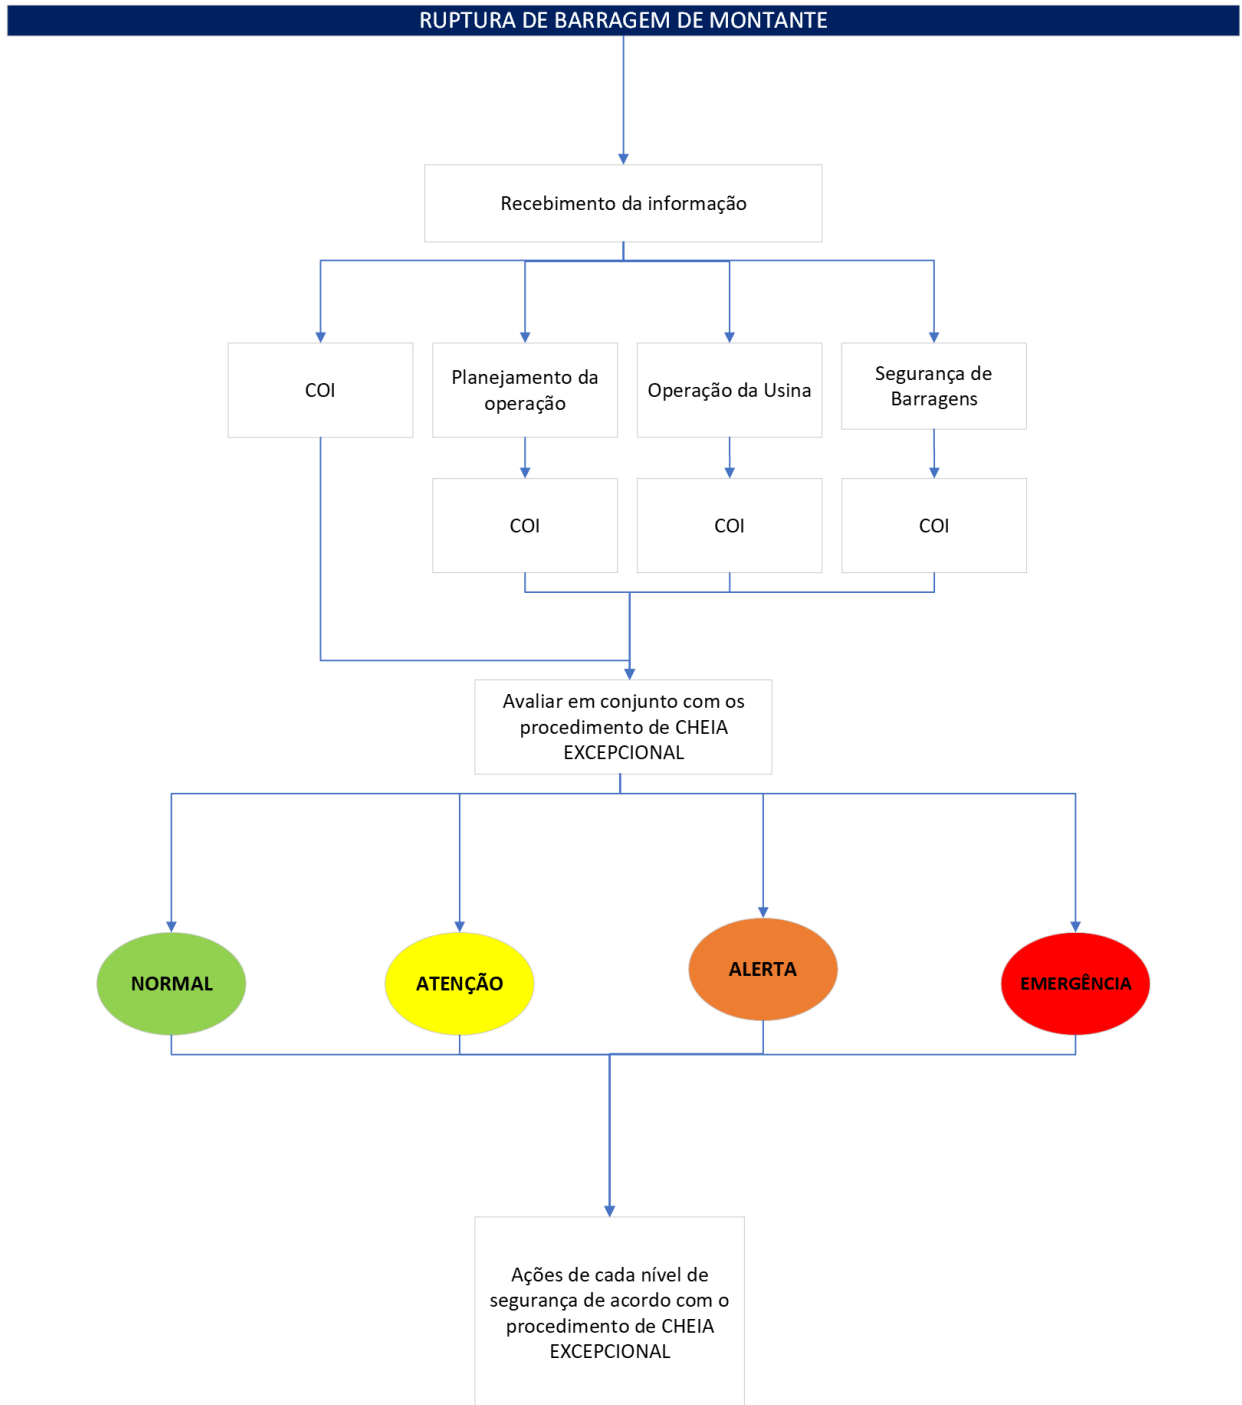 RUPTURA DE BARRAGEM DE MONTANTE
Recebimento da informação
COI
Planejamento da
operação
Operação da Usina
Segurança de
Barragens
COI
COI
COI
Avaliar em conjunto com os
procedimento de CHEIA
EXCEPCIONAL
NORMAL
ATENÇÃO
ALERTA
EMERGÊNCIA
Ações de cada nível de
segurança de acordo com o
procedimento de CHEIA
EXCEPCIONAL